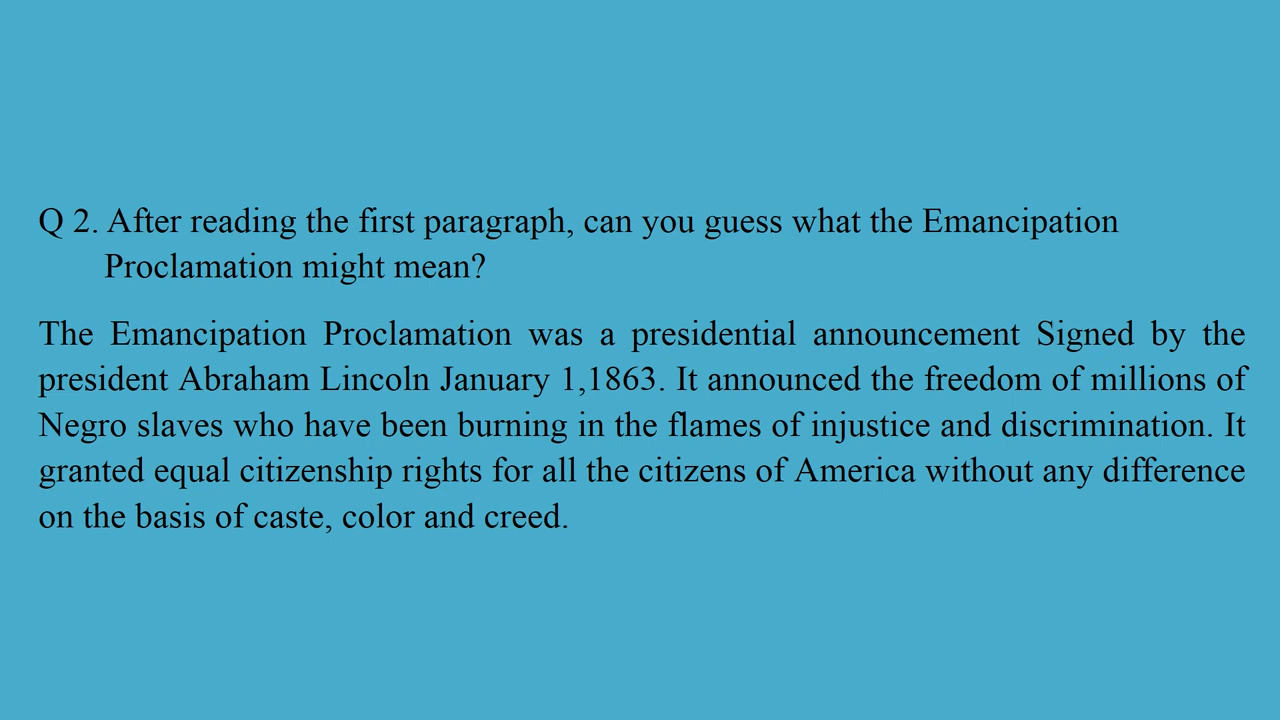 Q 2. After reading the first paragraph, can you guess what the Emancipation
Proclamation might mean?
The Emancipation Proclamation was a presidential announcement Signed by the
president Abraham Lincoln January 1,1863. It announced the freedom of millions of
Negro slaves who have been burning in the flames of injustice and discrimination. It
granted equal citizenship rights for all the citizens of America without any difference
on the basis of caste, color and creed.